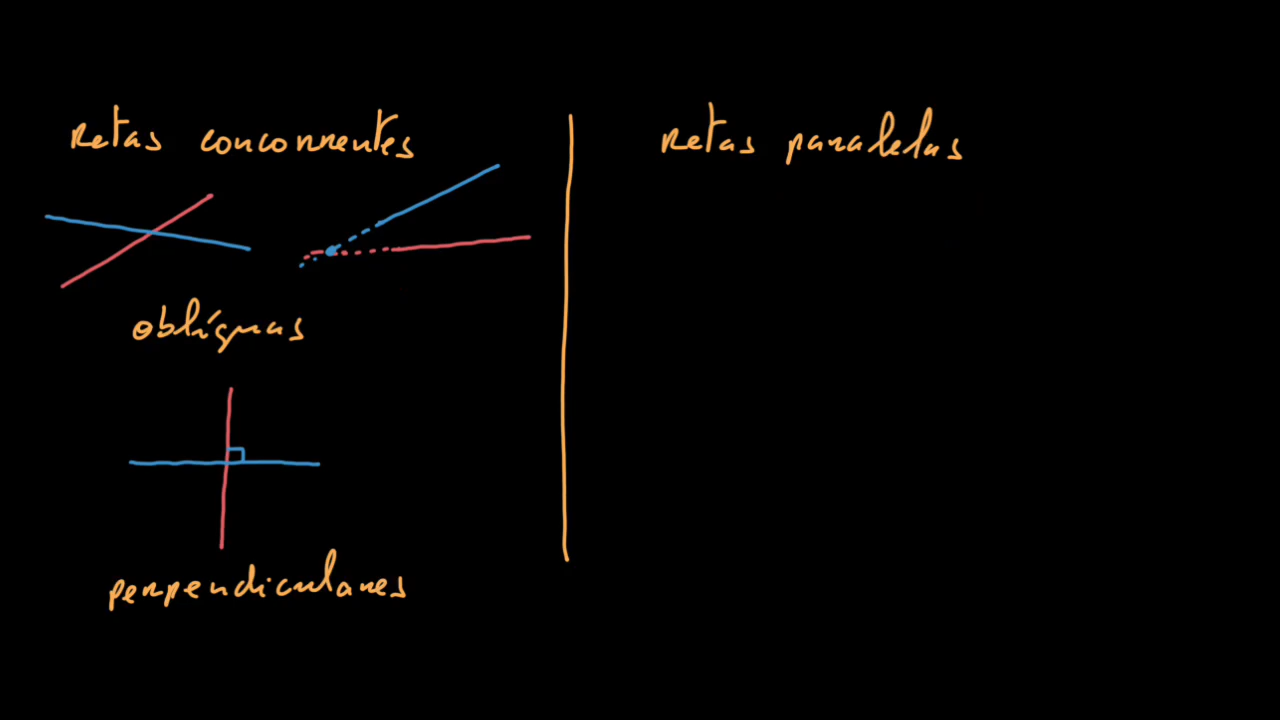 Retas concorrentes
oblíquas
perpendiculares
Retas paralelas